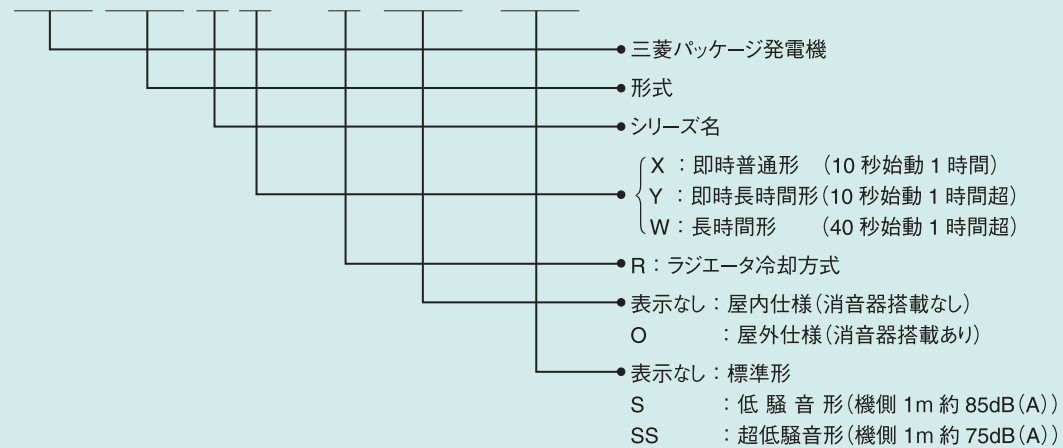 三菱パッケージ発電機
形式
シリーズ名
X ：即時普通形 （10 秒始動 1 時間）
Y ：即時長時間形（10 秒始動 1 時間超）
W：長時間形 （40 秒始動 1 時間超）
R：ラジエータ冷却方式
表示なし：屋内仕様（消音器搭載なし）
O ：屋外仕様（消音器搭載あり）
表示なし：標準形
S ：低 騒 音 形（機側 1m 約 85dB（A））
SS ：超低騒音形（機側 1m 約 75dB（A））